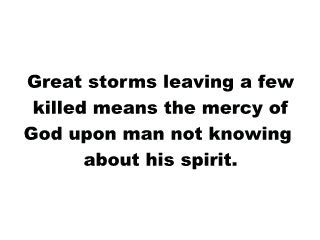 Great storms leaving a few
killed means the mercy of
God upon man not knowing
about his spirit.